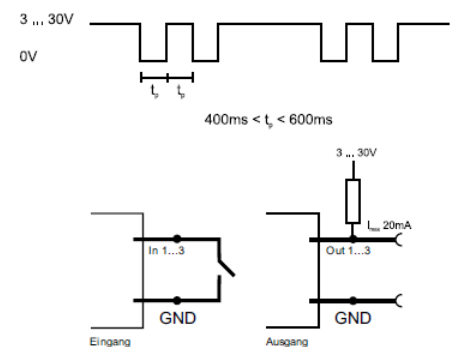 3 ... 30V
0V
tp tp
400ms < tp < 600ms
3 ... 30V
Imax 20mA
In 1...3
Out 1...3
GND
GND
Eingang
Ausgang